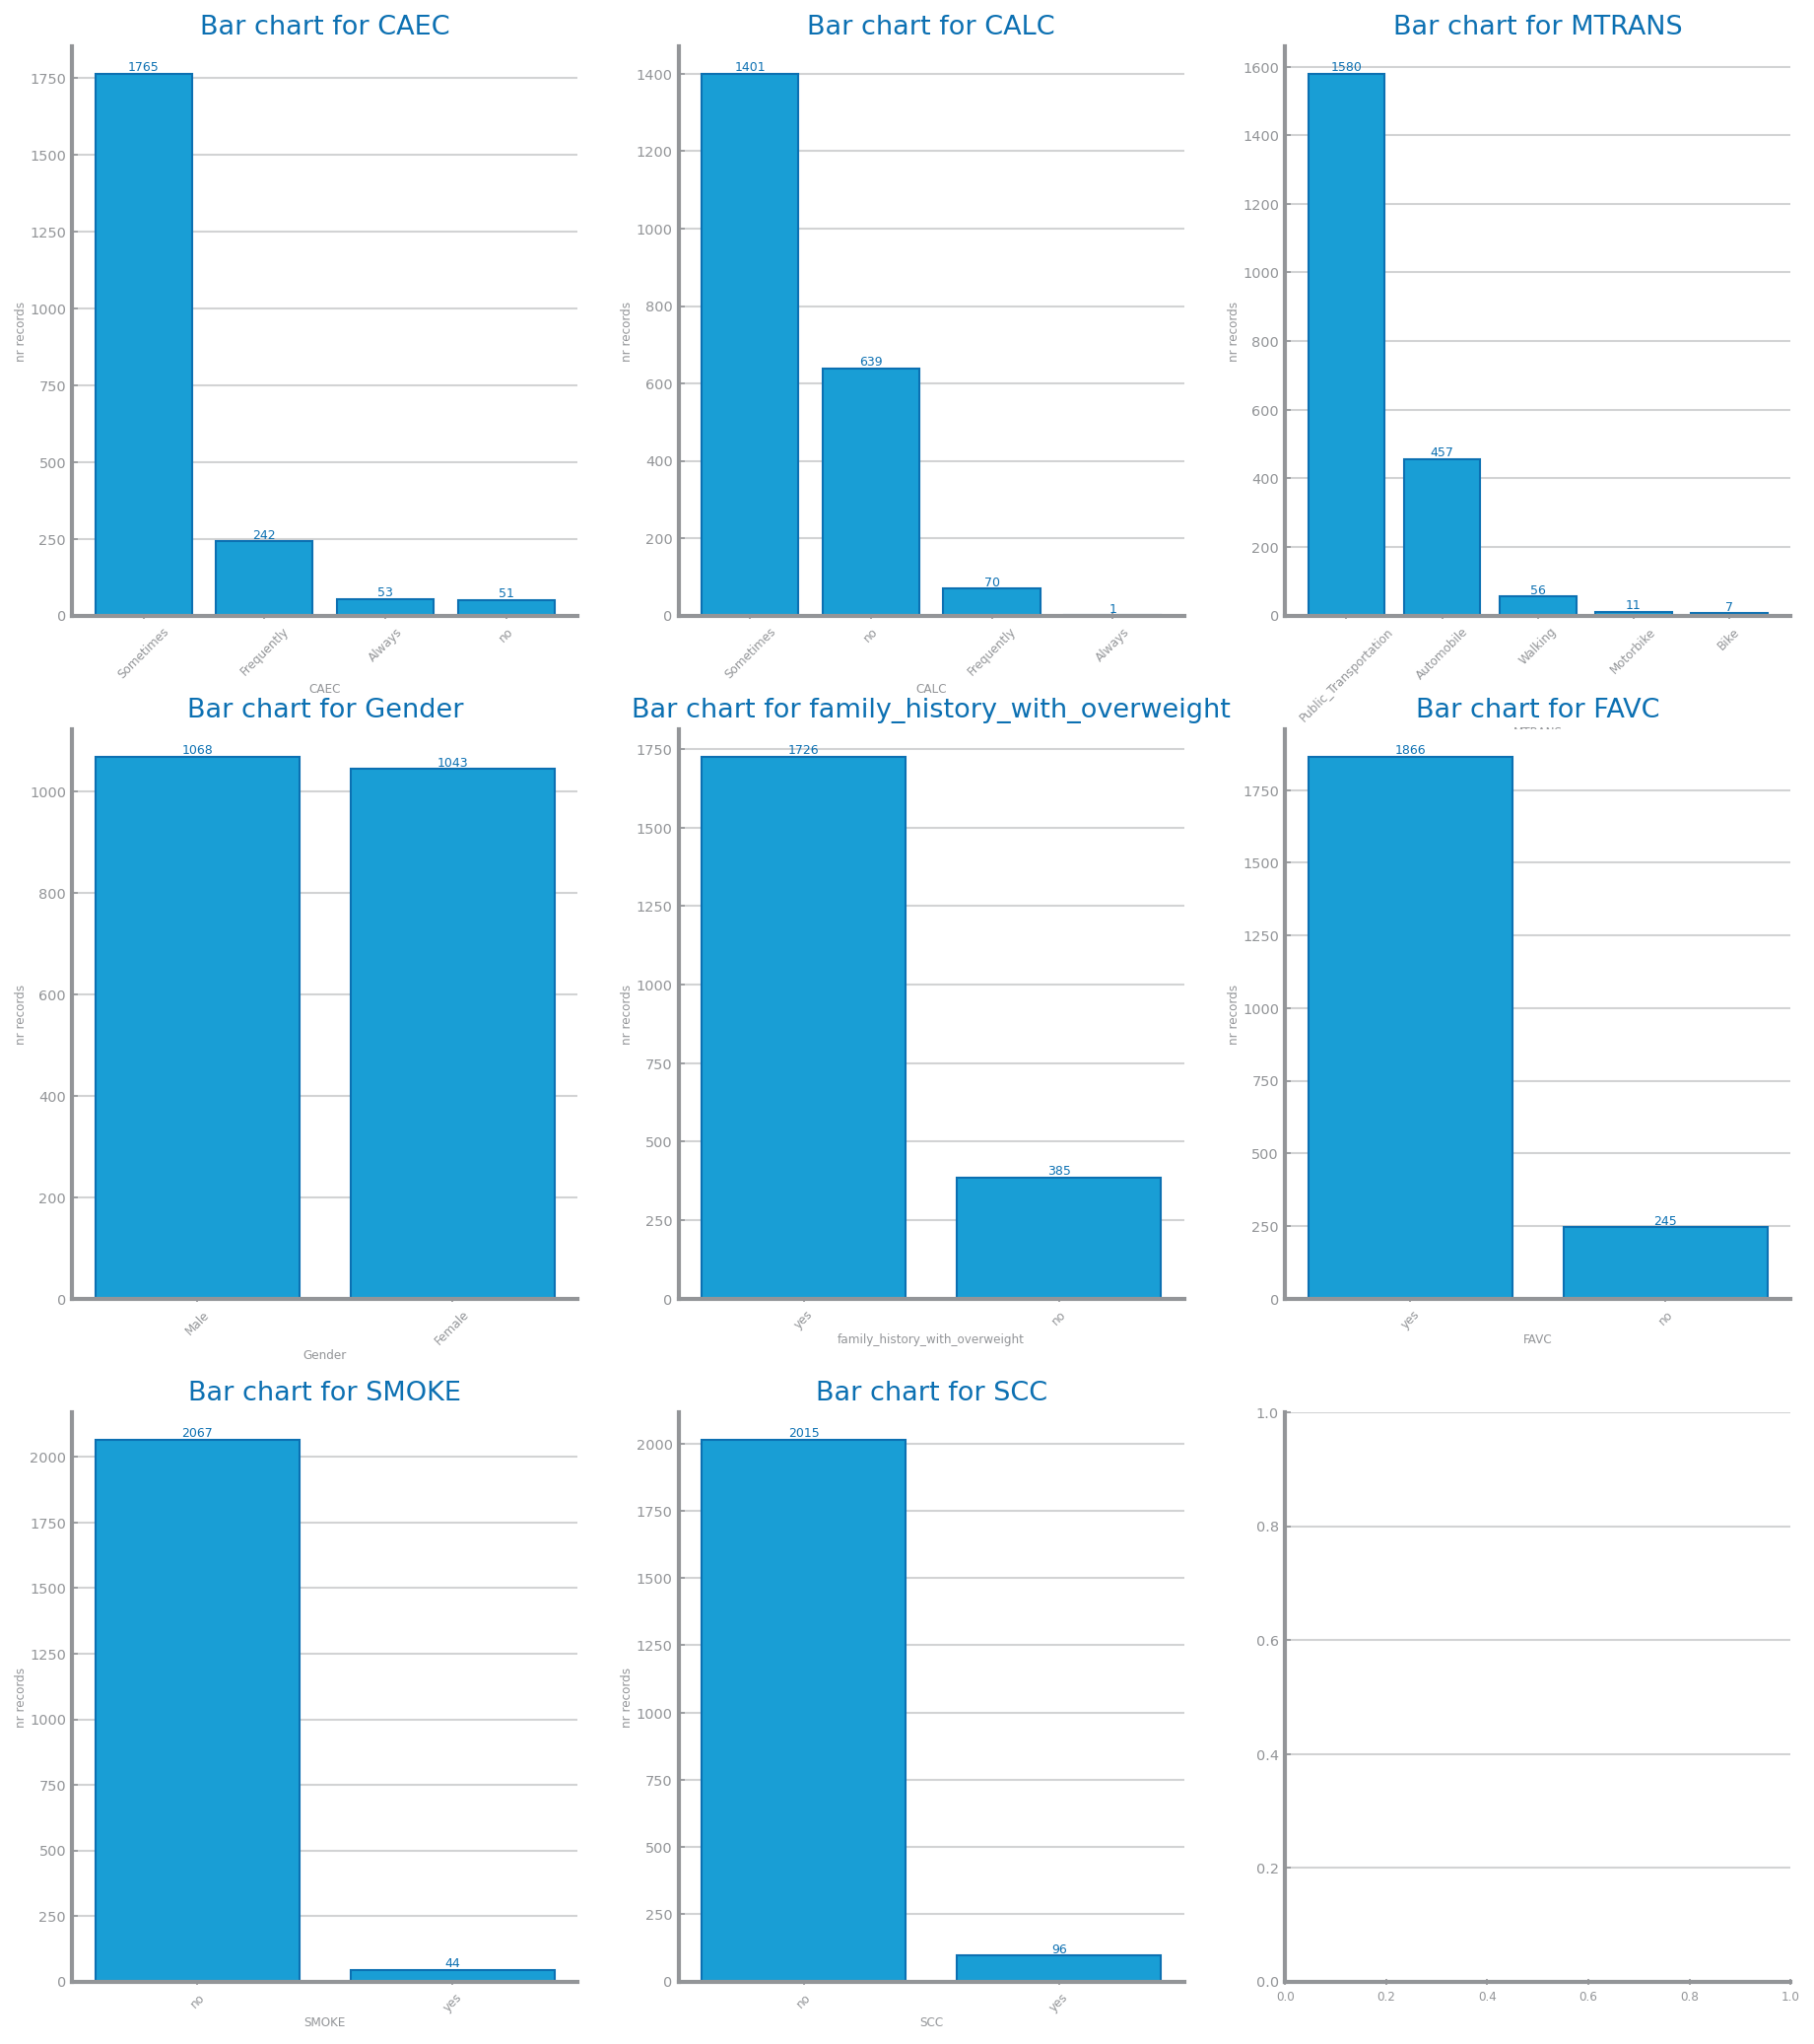 Bar chart for CAEC
1750
1500
1250
1000
750
500
250
0
nr records
1765
242
53
51
Sometimes
Frequently
Always
no
CAEC
Bar chart for CALC
1400
1200
1000
800
600
400
200
0
nr records
1401
639
70
1
Sometimes
no
Frequently
Always
CALC
Bar chart for MTRANS
1600
1400
1200
1000
800
600
400
200
0
nr records
1580
457
56
11
7
Public_Transportation
Automobile
Walking
Motorbike
Bike
Bar chart for Gender
1000
800
600
400
200
0
nr records
1068
1043
Male
Female
Gender
Bar chart for family_history_with_overweight
1750
1500
1250
1000
750
500
250
0
nr records
1726
385
yes
no
family_history_with_overweight
Bar chart for FAVC
1750
1500
1250
1000
750
500
250
0
nr records
1866
245
yes
no
FAVC
Bar chart for SMOKE
2000
1750
1500
1250
1000
750
500
250
0
nr records
2067
44
no
yes
SMOKE
Bar chart for SCC
2000
1750
1500
1250
1000
750
500
250
0
nr records
2015
96
no
yes
SCC
1.0
0.8
0.6
0.4
0.2
0.0
0.0 0.2 0.4 0.6 0.8 1.0